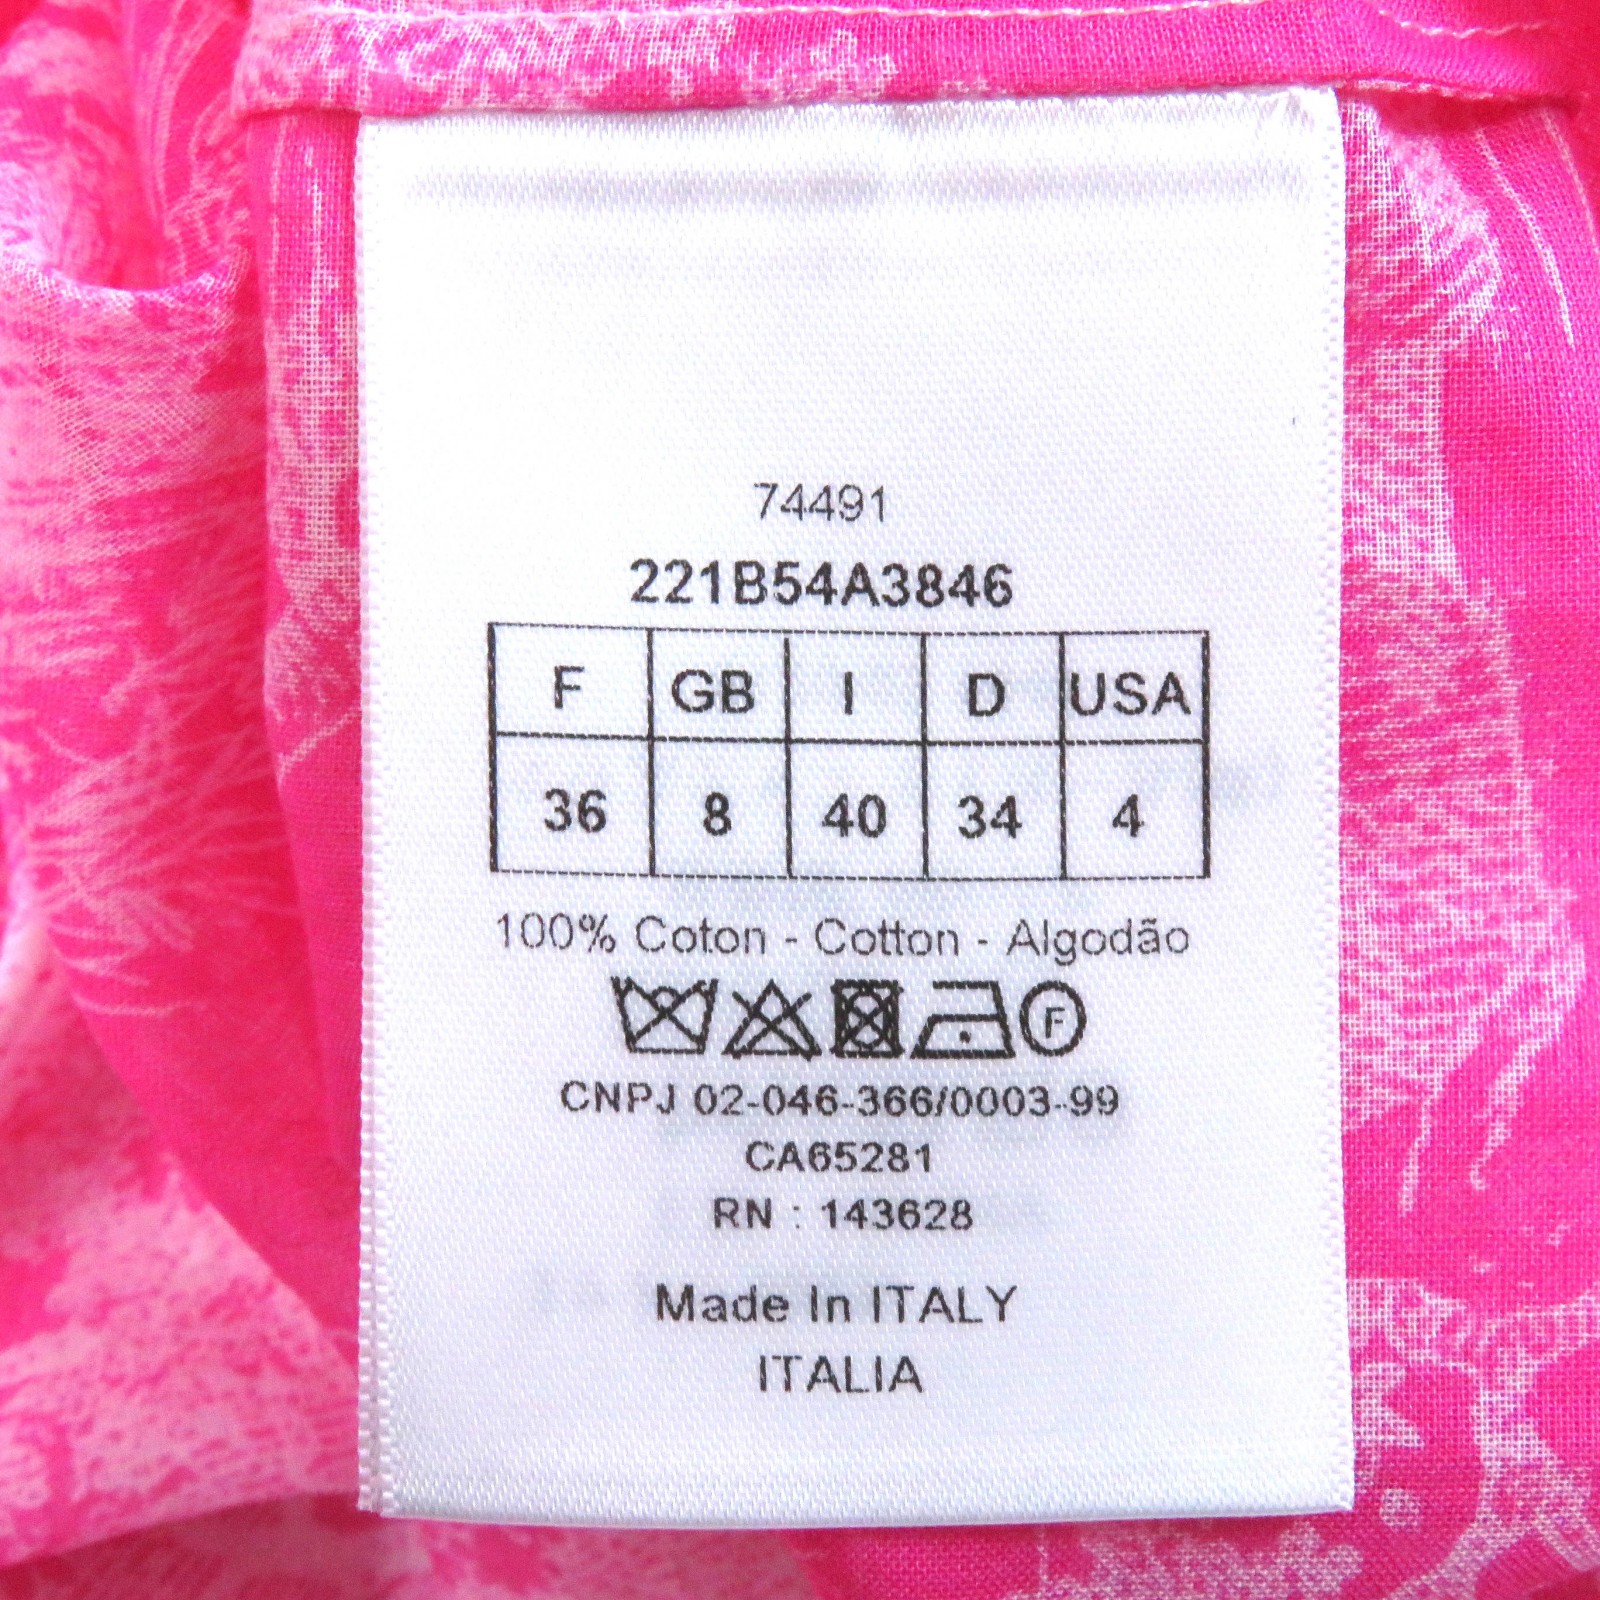 74491
221B54A3846
F GB I D USA
36 8 40 34 4
100% Coton - Cotton - Algodão
F
CNPJ 02-046-366/0003-99
CA65281
RN : 143628
Made In ITALY
ITALIA